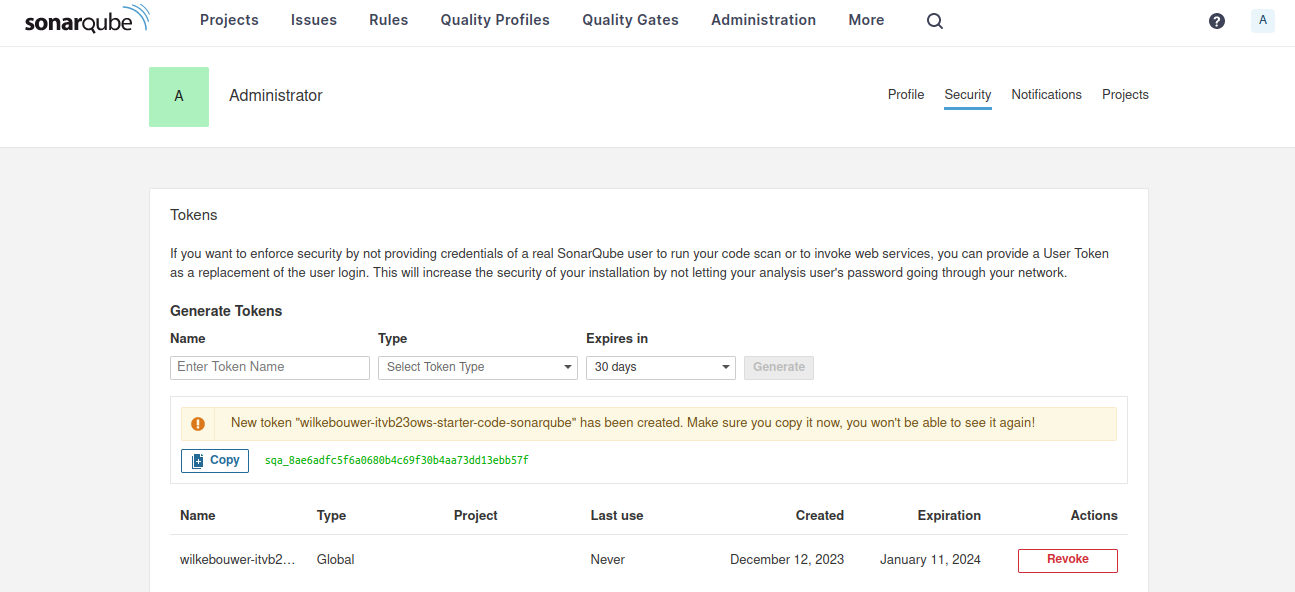 sonarqube Projects Issues Rules Quality Profiles Quality Gates Administration More ? A
A Administrator Profile Security Notifications Projects
Tokens
If you want to enforce security by not providing credentials of a real SonarQube user to run your code scan or to invoke web services, you can provide a User Token
as a replacement of the user login. This will increase the security of your installation by not letting your analysis user's password going through your network.
Generate Tokens
Name Type Expires in
Enter Token Name Select Token Type 30 days Generate
New token "wilkebouwer-itvb23ows-starter-code-sonarqube" has been created. Make sure you copy it now, you won't be able to see it again!
Copy sqa_8ae6adfc5f6a0680b4c69f30b4aa73dd13ebb57f
Name Type Project Last use Created Expiration Actions
wilkebouwer-itvb2... Global Never December 12, 2023 January 11, 2024 Revoke